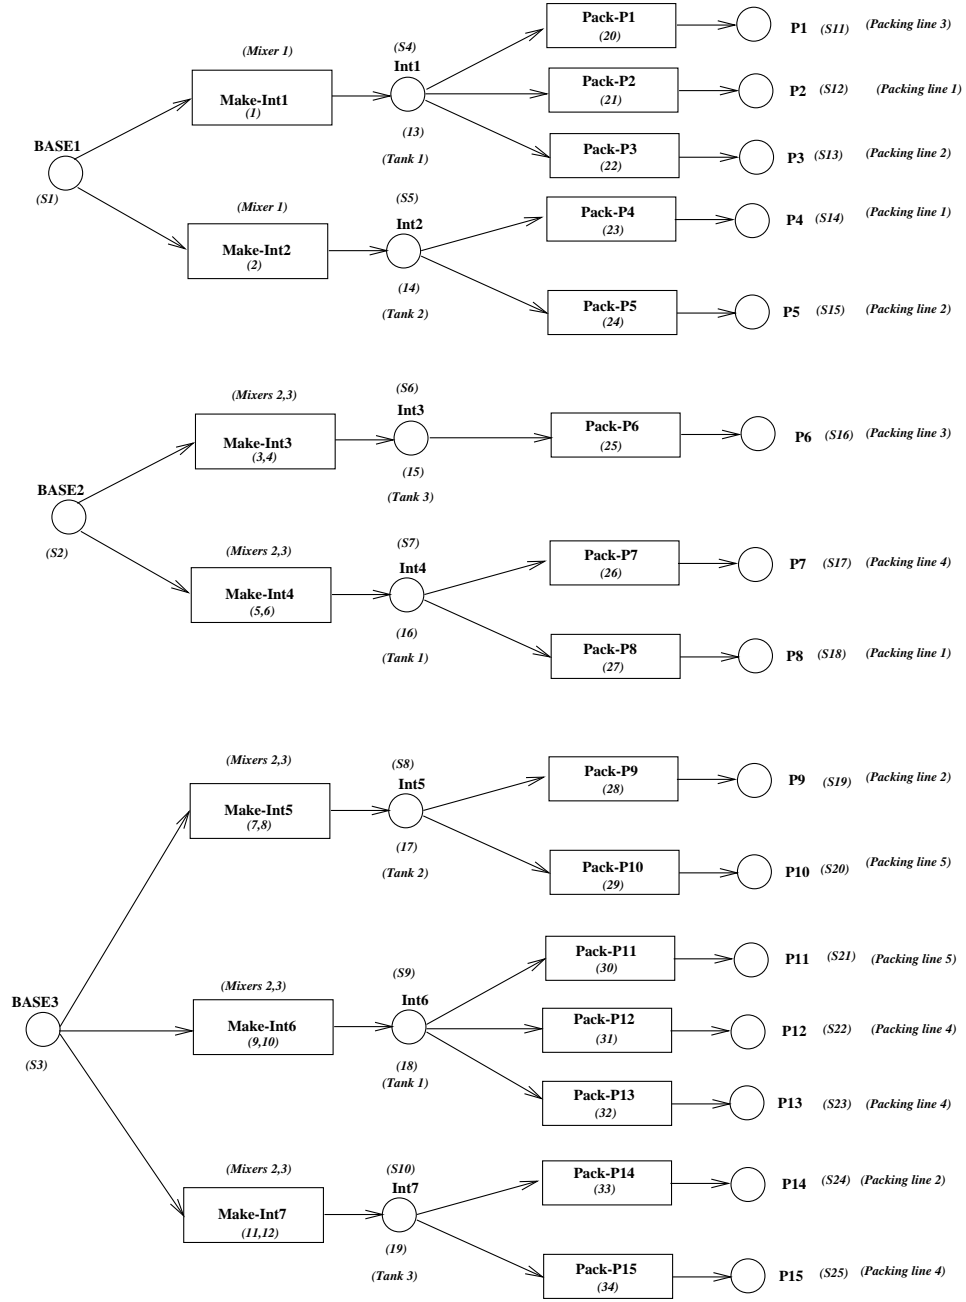 Pack-P1
(20)
P1 (S11) (Packing line 3)
(Mixer 1)
(S4)
Int1
Make-Int1
(1)
Pack-P2
(21)
P2 (S12) (Packing line 1)
(13)
(Tank 1)
Pack-P3
(22)
P3 (S13) (Packing line 2)
BASE1
(S1)
(Mixer 1)
(S5)
Int2
Make-Int2
(2)
Pack-P4
(23)
P4 (S14) (Packing line 1)
(14)
(Tank 2)
Pack-P5
(24)
P5 (S15) (Packing line 2)
(Mixers 2,3)
(S6)
Int3
Make-Int3
(3,4)
Pack-P6
(25)
P6 (S16) (Packing line 3)
(15)
(Tank 3)
BASE2
(S2)
(Mixers 2,3)
(S7)
Int4
Make-Int4
(5,6)
Pack-P7
(26)
P7 (S17) (Packing line 4)
(16)
(Tank 1)
Pack-P8
(27)
P8 (S18) (Packing line 1)
(Mixers 2,3)
(S8)
Int5
Make-Int5
(7,8)
Pack-P9
(28)
P9 (S19) (Packing line 2)
(17)
(Tank 2)
Pack-P10
(29)
P10 (S20) (Packing line 5)
Pack-P11
(30)
P11 (S21) (Packing line 5)
BASE3
(S3)
(Mixers 2,3)
(S9)
Int6
Make-Int6
(9,10)
Pack-P12
(31)
P12 (S22) (Packing line 4)
(18)
(Tank 1)
Pack-P13
(32)
P13 (S23) (Packing line 4)
(Mixers 2,3)
(S10)
Int7
Make-Int7
(11,12)
Pack-P14
(33)
P14 (S24) (Packing line 2)
(19)
(Tank 3)
Pack-P15
(34)
P15 (S25) (Packing line 4)